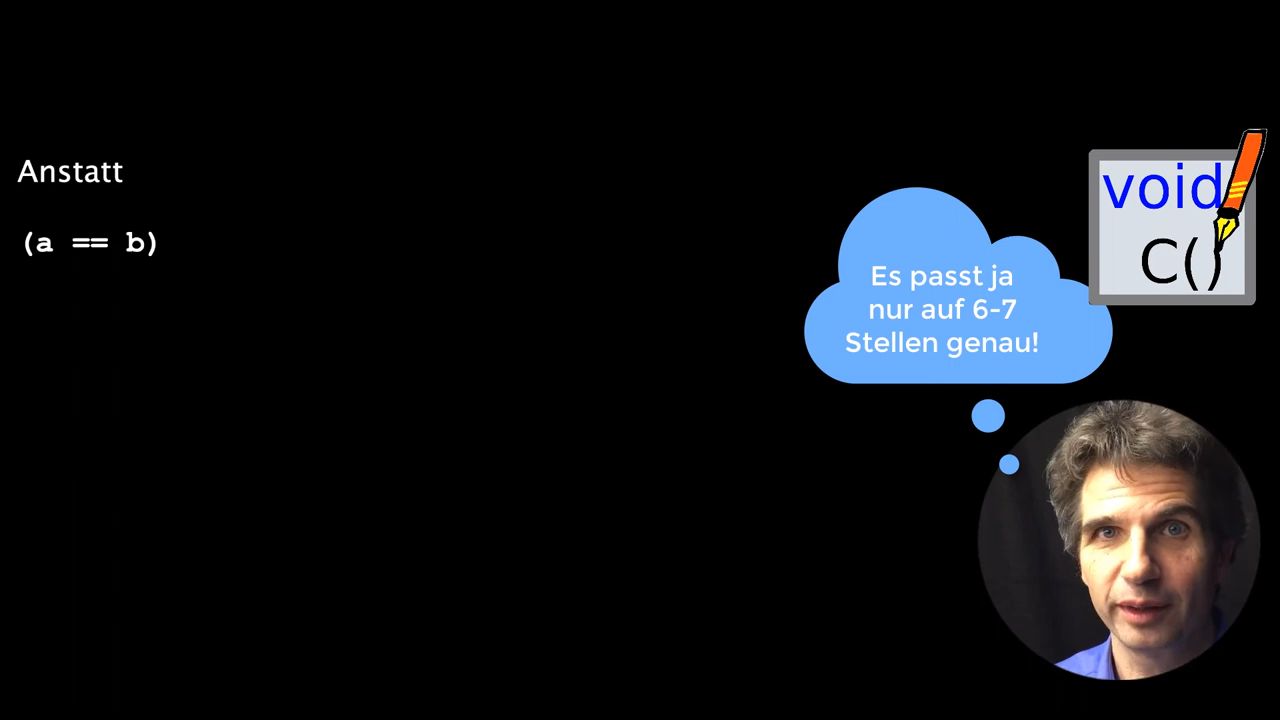 Anstatt
(a == b)
Es passt ja
nur auf 6-7
Stellen genau!
void
C()